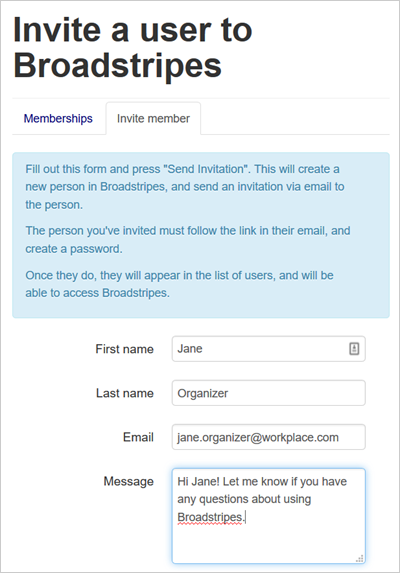 Invite a user to
Broadstripes
Memberships
Invite member
Fill out this form and press "Send Invitation". This will create a
new person in Broadstripes, and send an invitation via email to
the person.
The person you've invited must follow the link in their email, and
create a password.
Once they do, they will appear in the list of users, and will be
able to access Broadstripes.
First name Jane
Last name Organizer
Email jane.organizer@workplace.com
Message Hi Jane! Let me know if you have
any questions about using
Broadstripes.